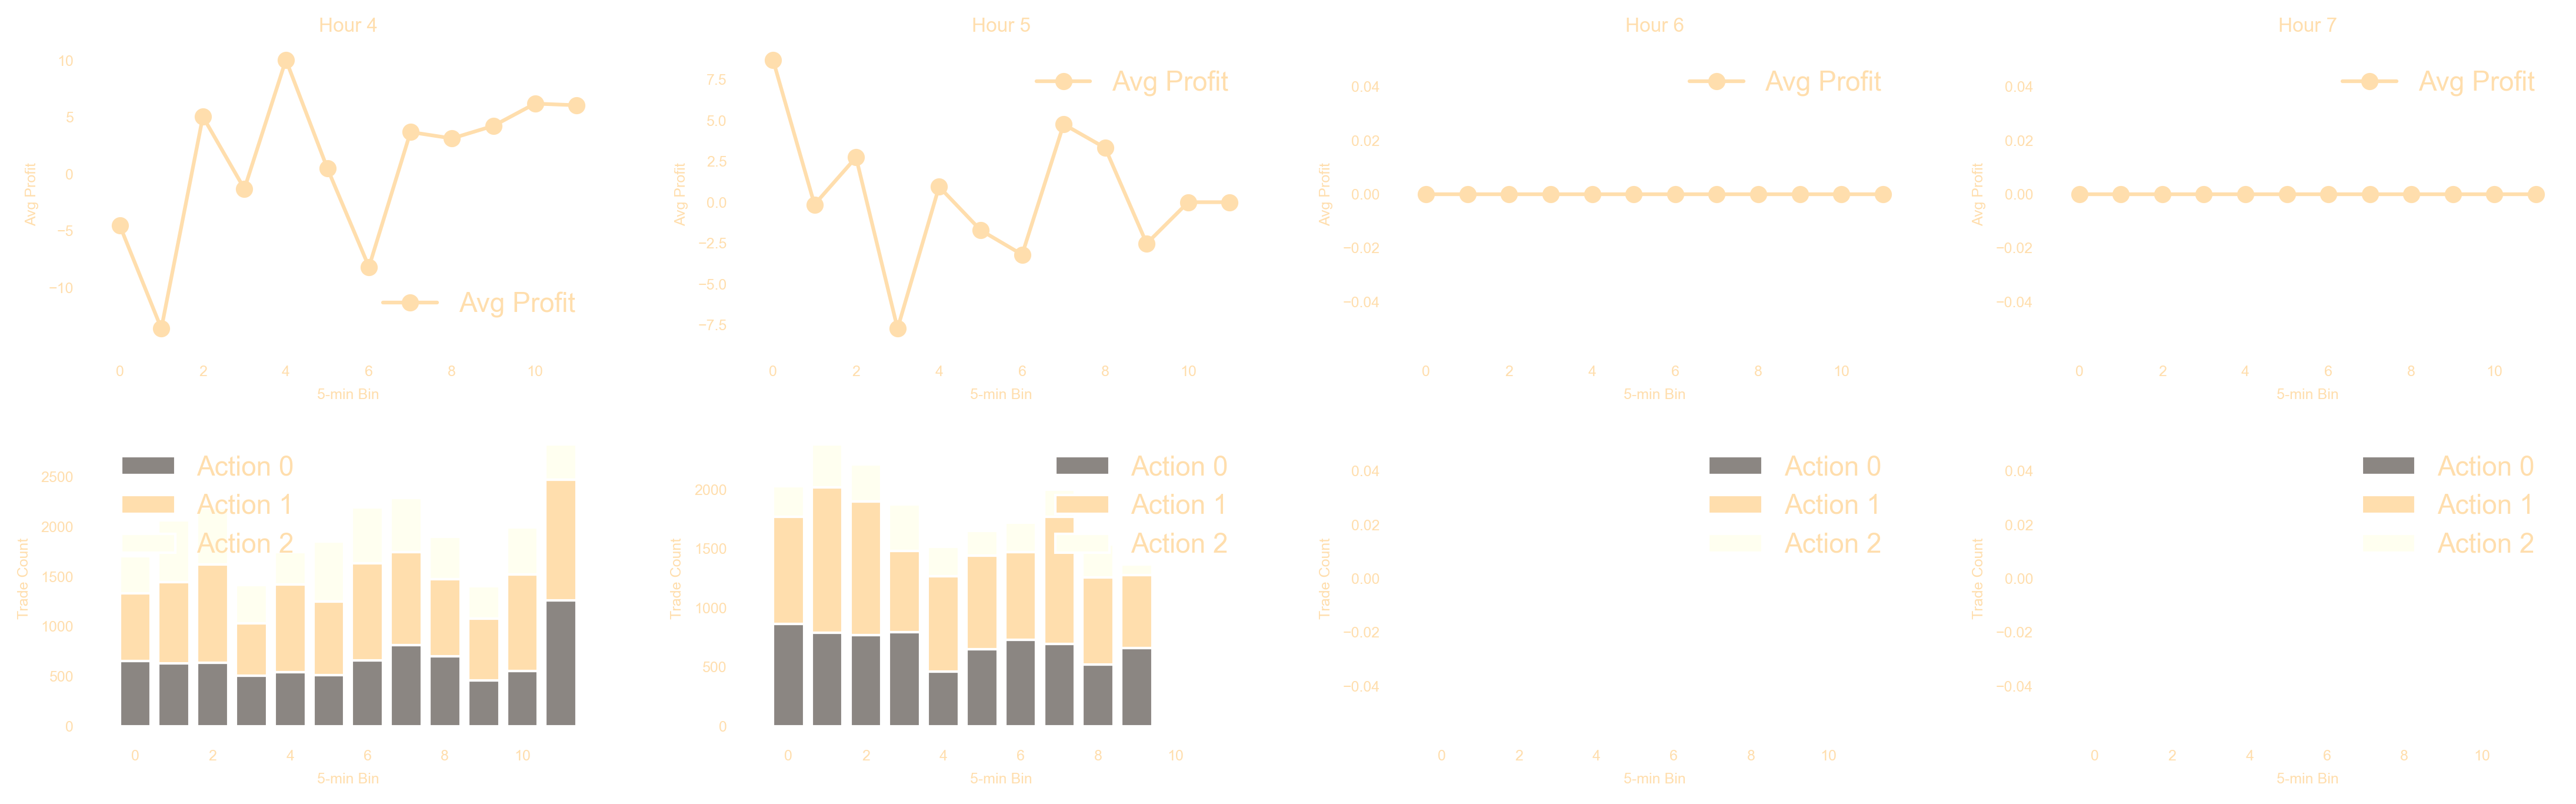 Hour 4
10
5
0
−5
−10
Avg Profit
Avg Profit
0 2 4 6 8 10
5-min Bin
Hour 5
7.5
5.0
2.5
0.0
−2.5
−5.0
−7.5
Avg Profit
Avg Profit
0 2 4 6 8 10
5-min Bin
Hour 6
0.04
0.02
0.00
−0.02
−0.04
Avg Profit
Avg Profit
0 2 4 6 8 10
5-min Bin
Hour 7
0.04
0.02
0.00
−0.02
−0.04
Avg Profit
Avg Profit
0 2 4 6 8 10
5-min Bin
2500
2000
1500
1000
500
0
Trade Count
Action 0
Action 1
Action 2
0 2 4 6 8 10
5-min Bin
2000
1500
1000
500
0
Trade Count
Action 0
Action 1
Action 2
0 2 4 6 8 10
5-min Bin
0.04
0.02
0.00
−0.02
−0.04
Trade Count
Action 0
Action 1
Action 2
0 2 4 6 8 10
5-min Bin
0.04
0.02
0.00
−0.02
−0.04
Trade Count
Action 0
Action 1
Action 2
0 2 4 6 8 10
5-min Bin